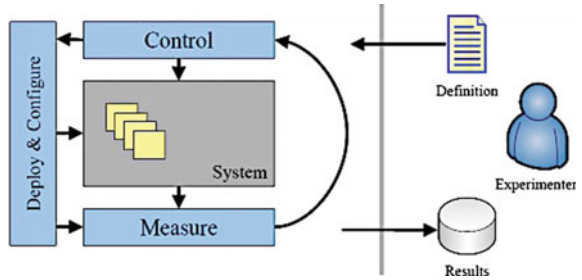 Control
Deploy & Configure
System
Measure
Definition
Experimenter
Results